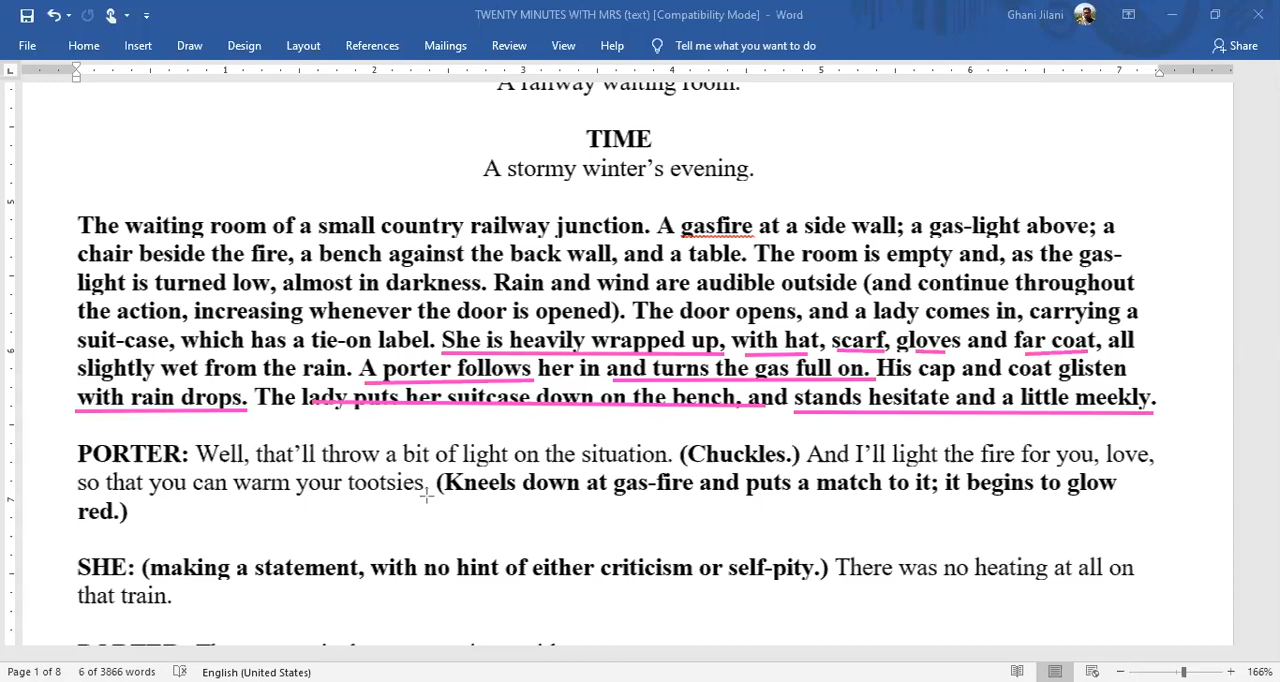 TWENTY MINUTES WITH MRS (text) [Compatibility Mode] - Word
Ghani Jilani
File Home Insert Draw Design Layout References Mailings Review View Help Tell me what you want to do Share
1 2 3 4 5 6 7
A railway waiting room.
TIME
A stormy winter's evening.
The waiting room of a small country railway junction. A gasfire at a side wall; a gas-light above; a
chair beside the fire, a bench against the back wall, and a table. The room is empty and, as the gas-
light is turned low, almost in darkness. Rain and wind are audible outside (and continue throughout
the action, increasing whenever the door is opened). The door opens, and a lady comes in, carrying a
suit-case, which has a tie-on label. She is heavily wrapped up, with hat, scarf, gloves and far coat, all
slightly wet from the rain. A porter follows her in and turns the gas full on. His cap and coat glisten
with rain drops. The lady puts her suitcase down on the bench, and stands hesitate and a little meekly.
PORTER: Well, that'll throw a bit of light on the situation. (Chuckles.) And I'll light the fire for you, love,
so that you can warm your tootsies. (Kneels down at gas-fire and puts a match to it; it begins to glow
red.)
SHE: (making a statement, with no hint of either criticism or self-pity.) There was no heating at all on
that train.
PORTER:
Page 1 of 8 6 of 3866 words English (United States) 166%